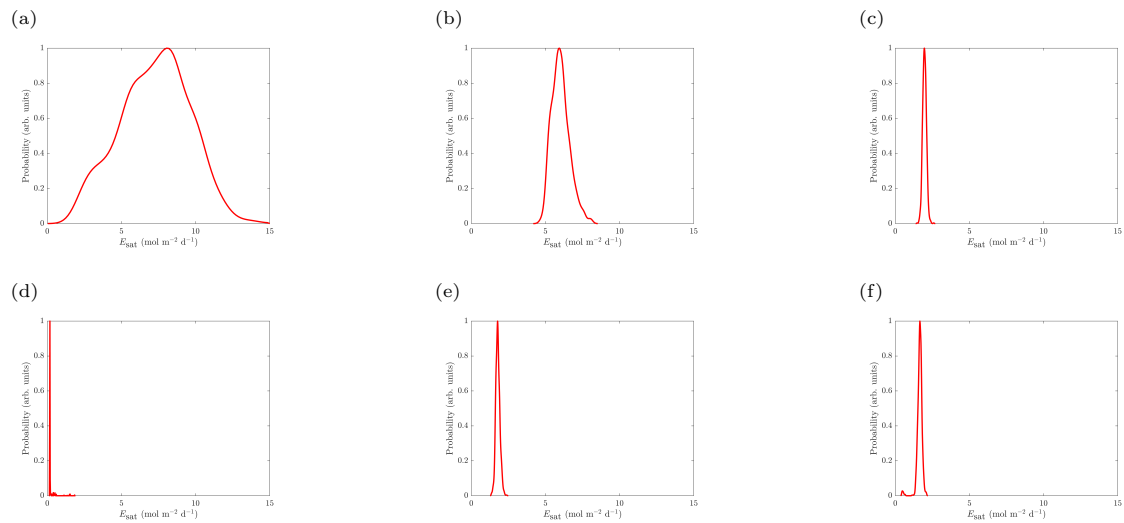 (a)
(b)
(c)
Probability (arb. units)
1
0.8
0.6
0.4
0.2
0
0 5 10 15
E_sat (mol m⁻² d⁻¹)
Probability (arb. units)
1
0.8
0.6
0.4
0.2
0
0 5 10 15
E_sat (mol m⁻² d⁻¹)
Probability (arb. units)
1
0.8
0.6
0.4
0.2
0
0 5 10 15
E_sat (mol m⁻² d⁻¹)
(d)
(e)
(f)
Probability (arb. units)
1
0.8
0.6
0.4
0.2
0
0 5 10 15
E_sat (mol m⁻² d⁻¹)
Probability (arb. units)
1
0.8
0.6
0.4
0.2
0
0 5 10 15
E_sat (mol m⁻² d⁻¹)
Probability (arb. units)
1
0.8
0.6
0.4
0.2
0
0 5 10 15
E_sat (mol m⁻² d⁻¹)